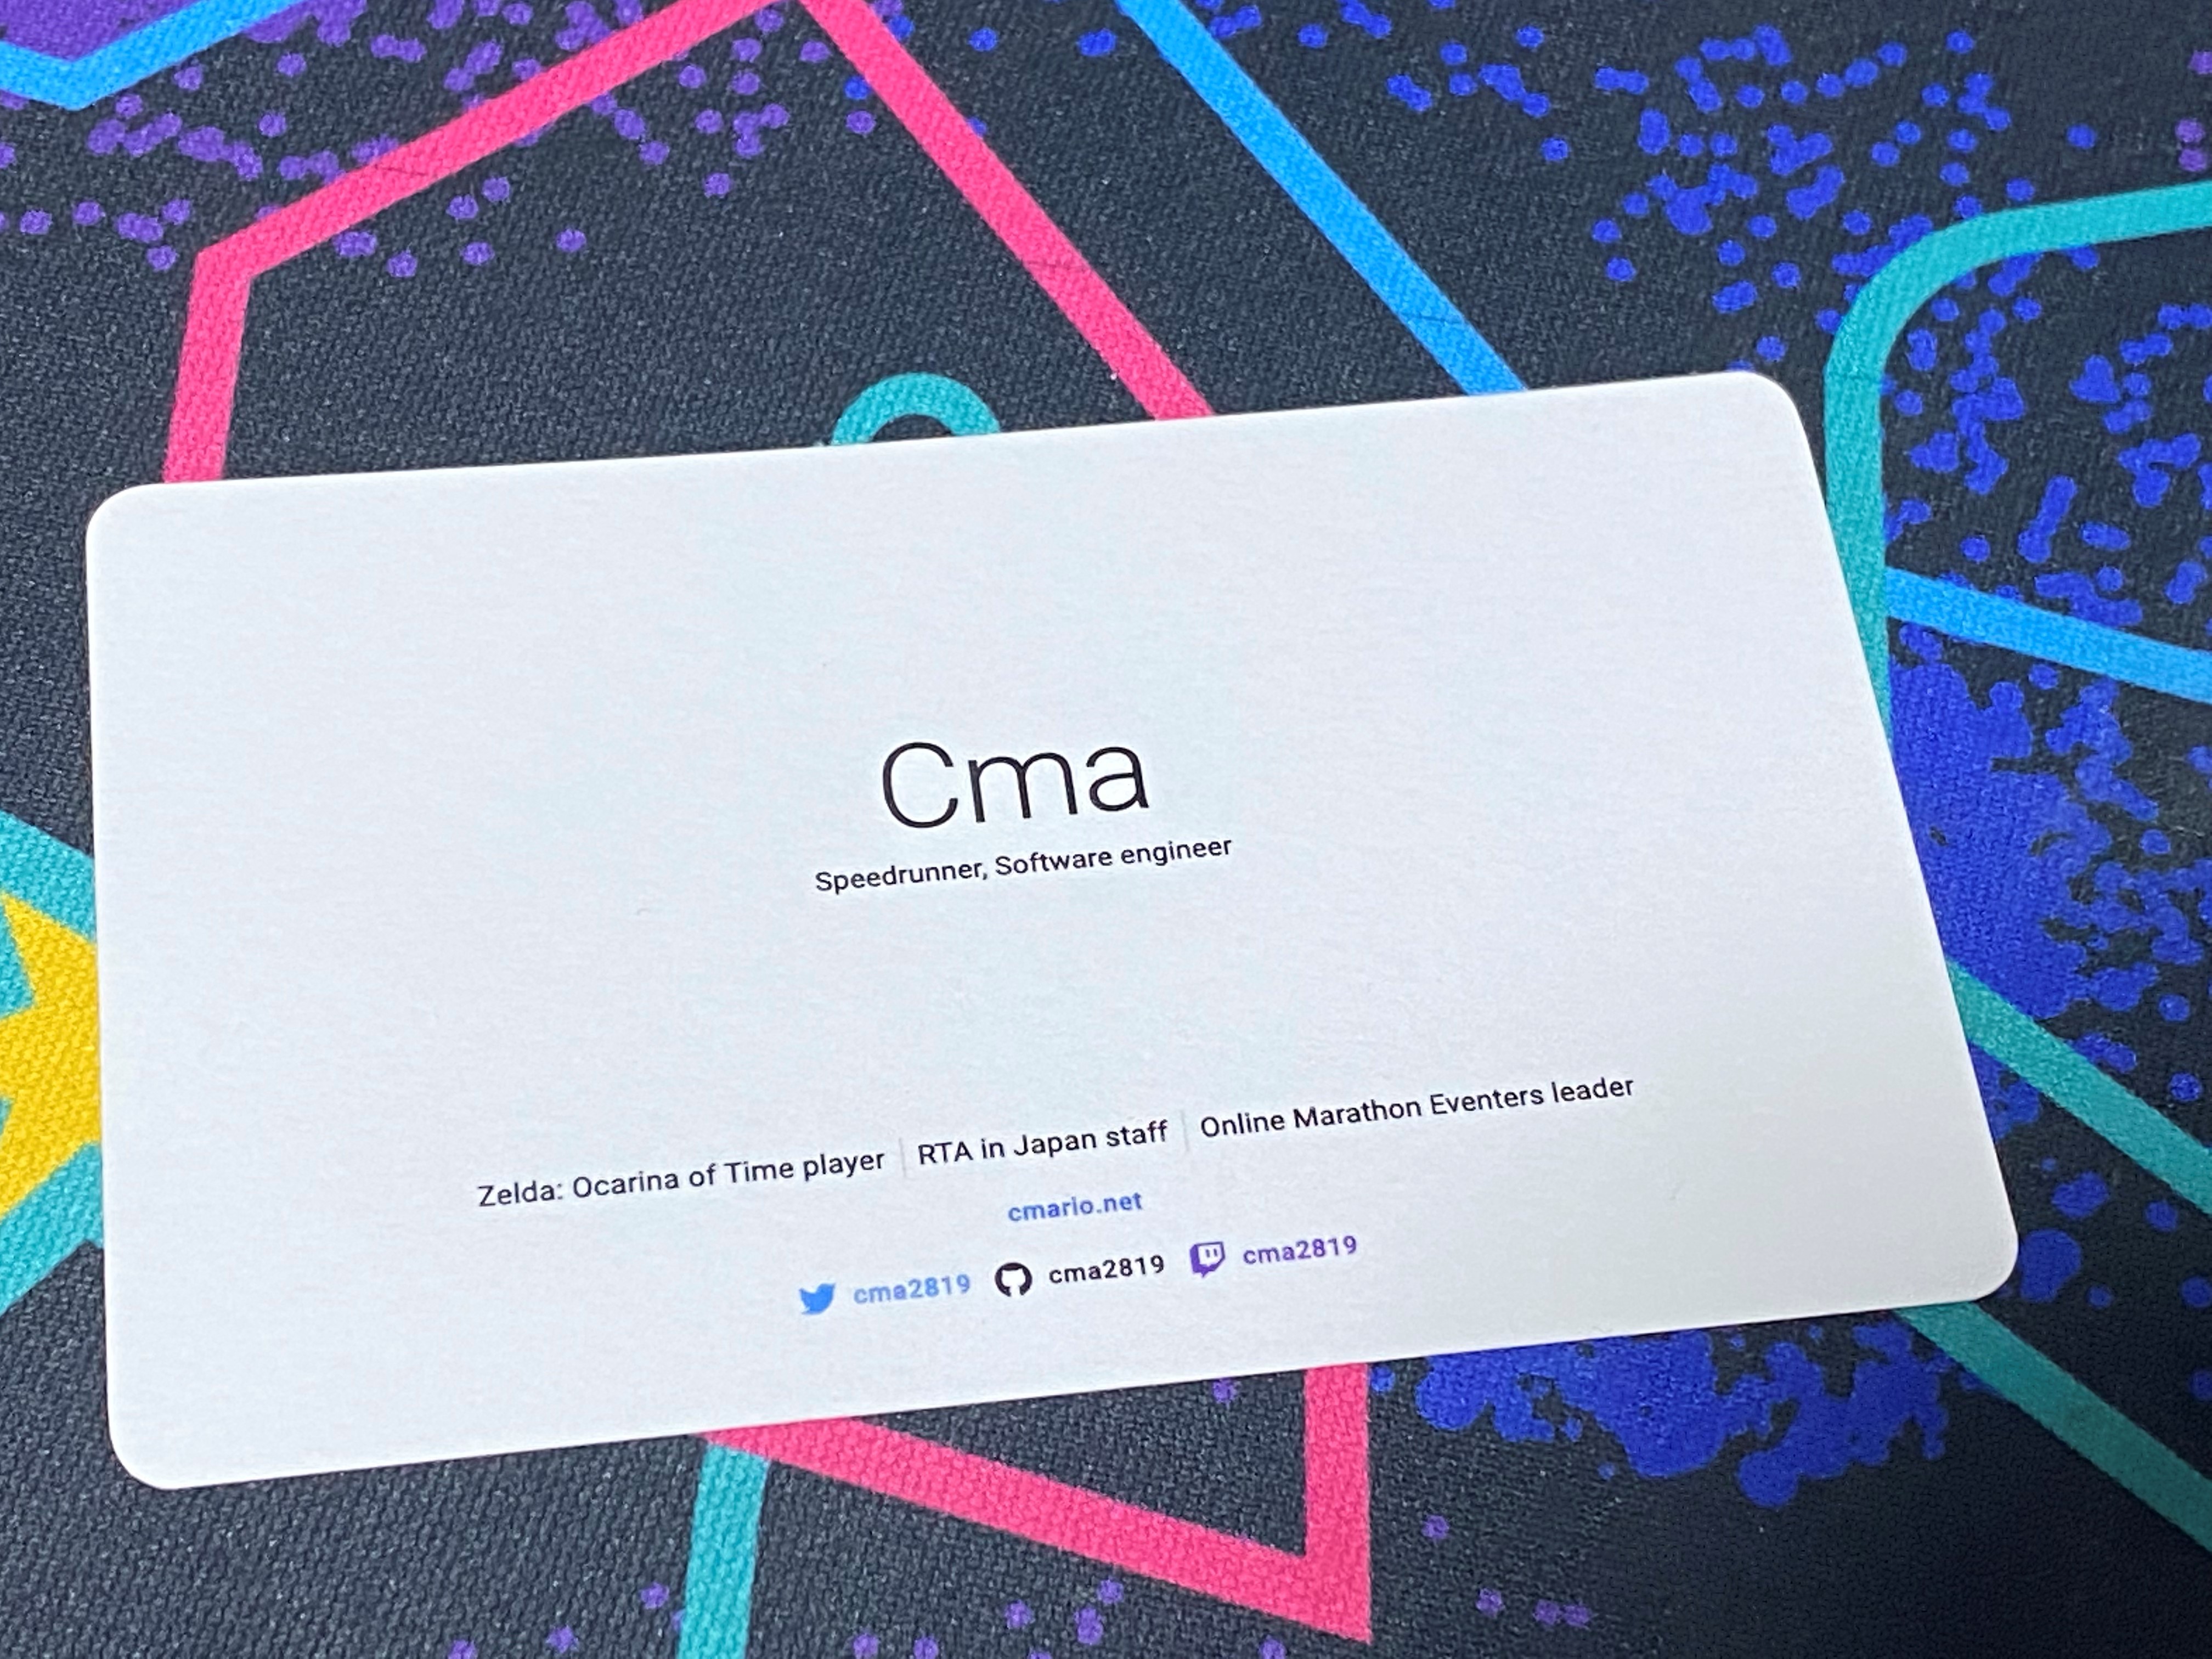 Cma
Speedrunner, Software engineer
Zelda: Ocarina of Time player | RTA in Japan staff | Online Marathon Eventers leader
cmario.net
cma2819 cma2819 cma2819